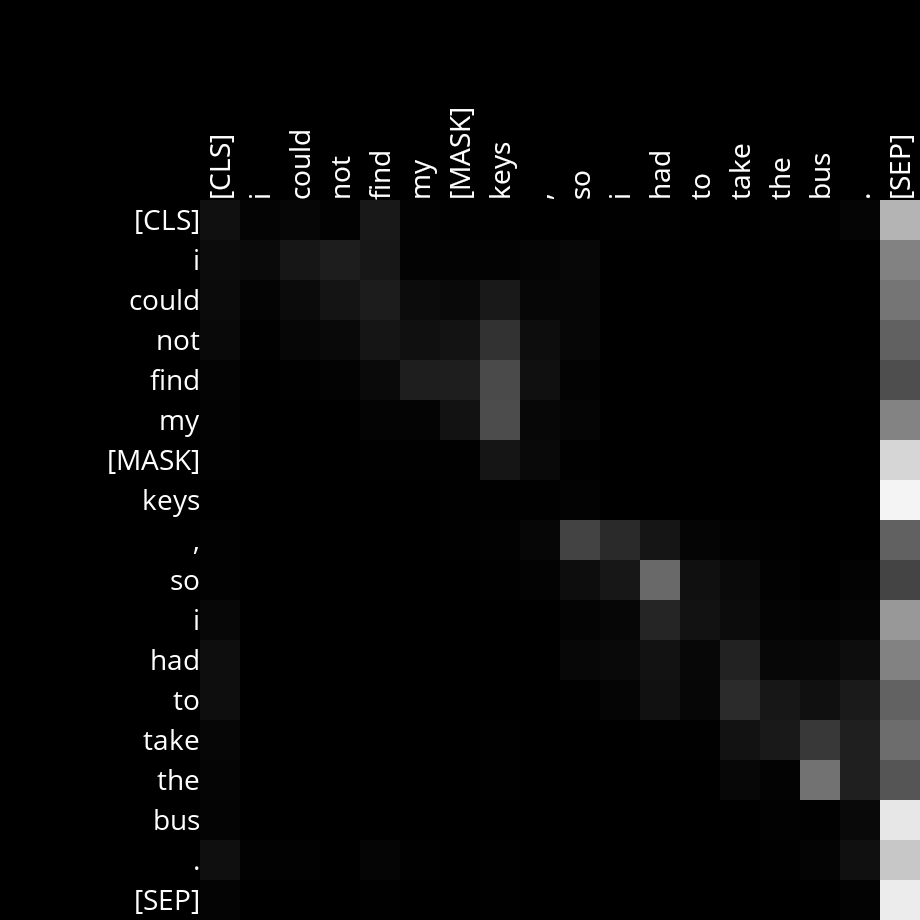 [CLS] i could not find my [MASK] keys , so i had to take the bus . [SEP]
[CLS]
i
could
not
find
my
[MASK]
keys
,
so
i
had
to
take
the
bus
.
[SEP]